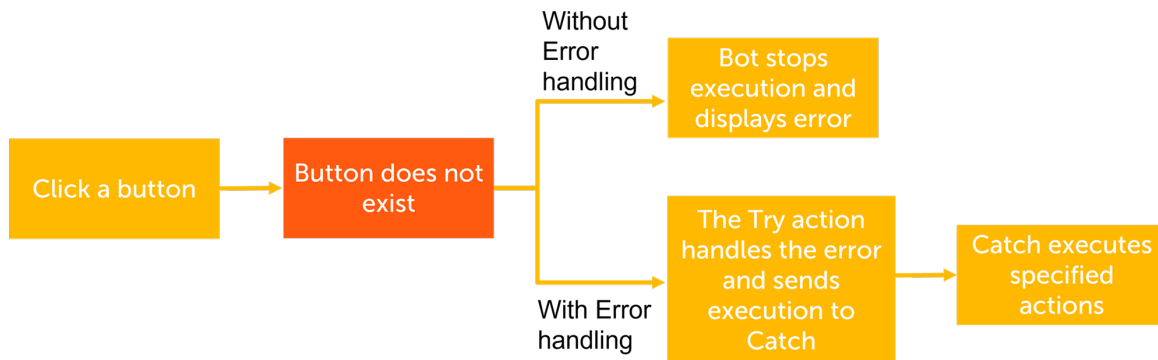 Click a button
Button does not
exist
Without
Error
handling
Bot stops
execution and
displays error
With Error
handling
The Try action
handles the error
and sends
execution to
Catch
Catch executes
specified
actions